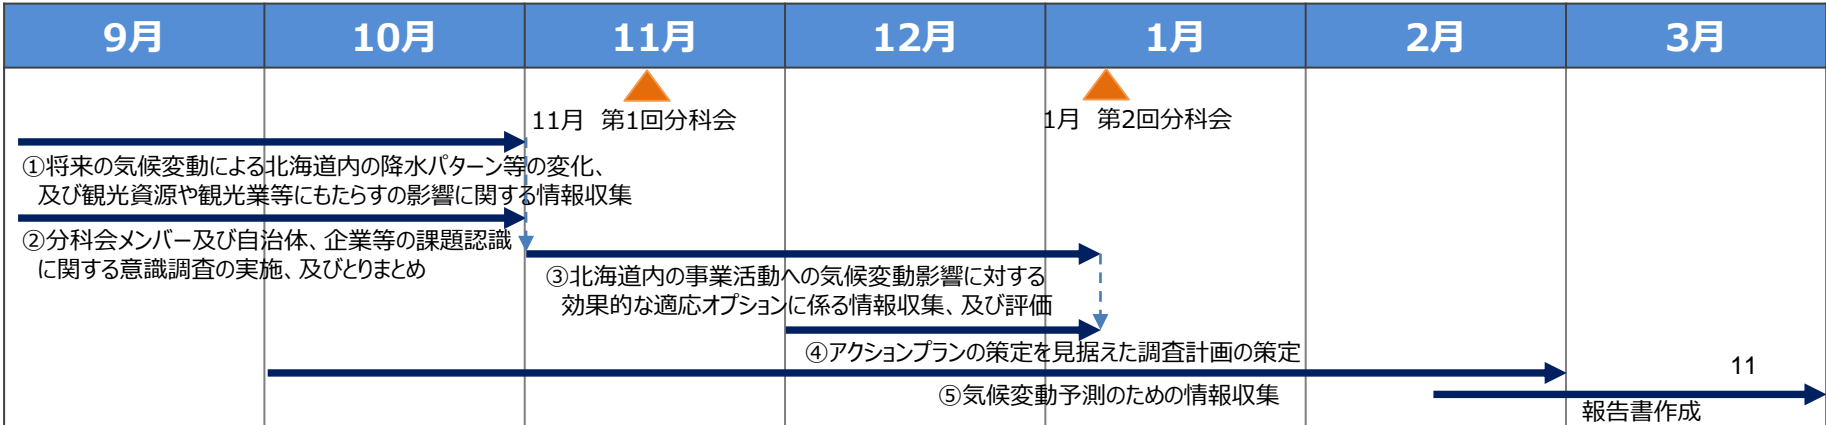 9月
10月
11月
12月
1月
2月
3月
11月 第1回分科会
1月 第2回分科会
①将来の気候変動による北海道内の降水パターン等の変化、
及び観光資源や観光業等にもたらすの影響に関する情報収集
②分科会メンバー及び自治体、企業等の課題認識
に関する意識調査の実施、及びとりまとめ
③北海道内の事業活動への気候変動影響に対する
効果的な適応オプションに係る情報収集、及び評価
④アクションプランの策定を見据えた調査計画の策定
11
⑤気候変動予測のための情報収集
報告書作成